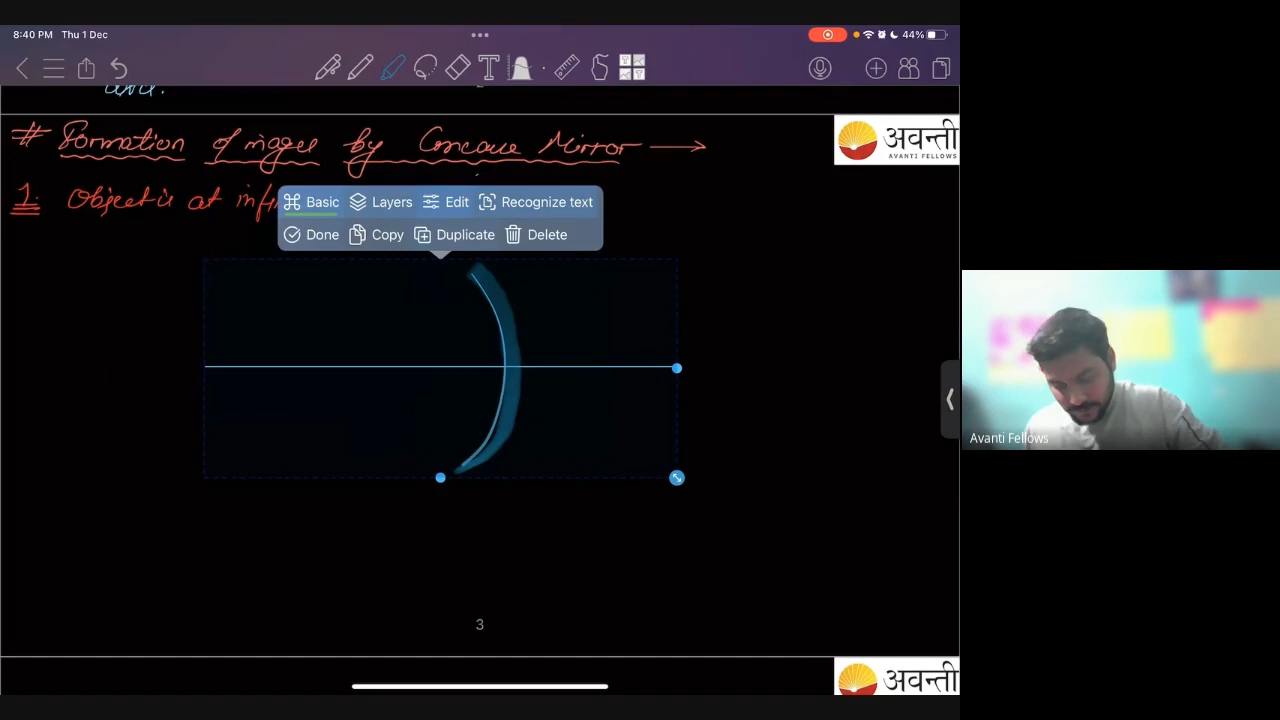 8:40 PM Thu 1 Dec
44%
# Formation of images by Concave Mirror →
अवन्ती
AVANTI FELLOWS
1. Object is at
Basic Layers Edit Recognize text
Done Copy Duplicate Delete
Avanti Fellows
3
अवन्ती